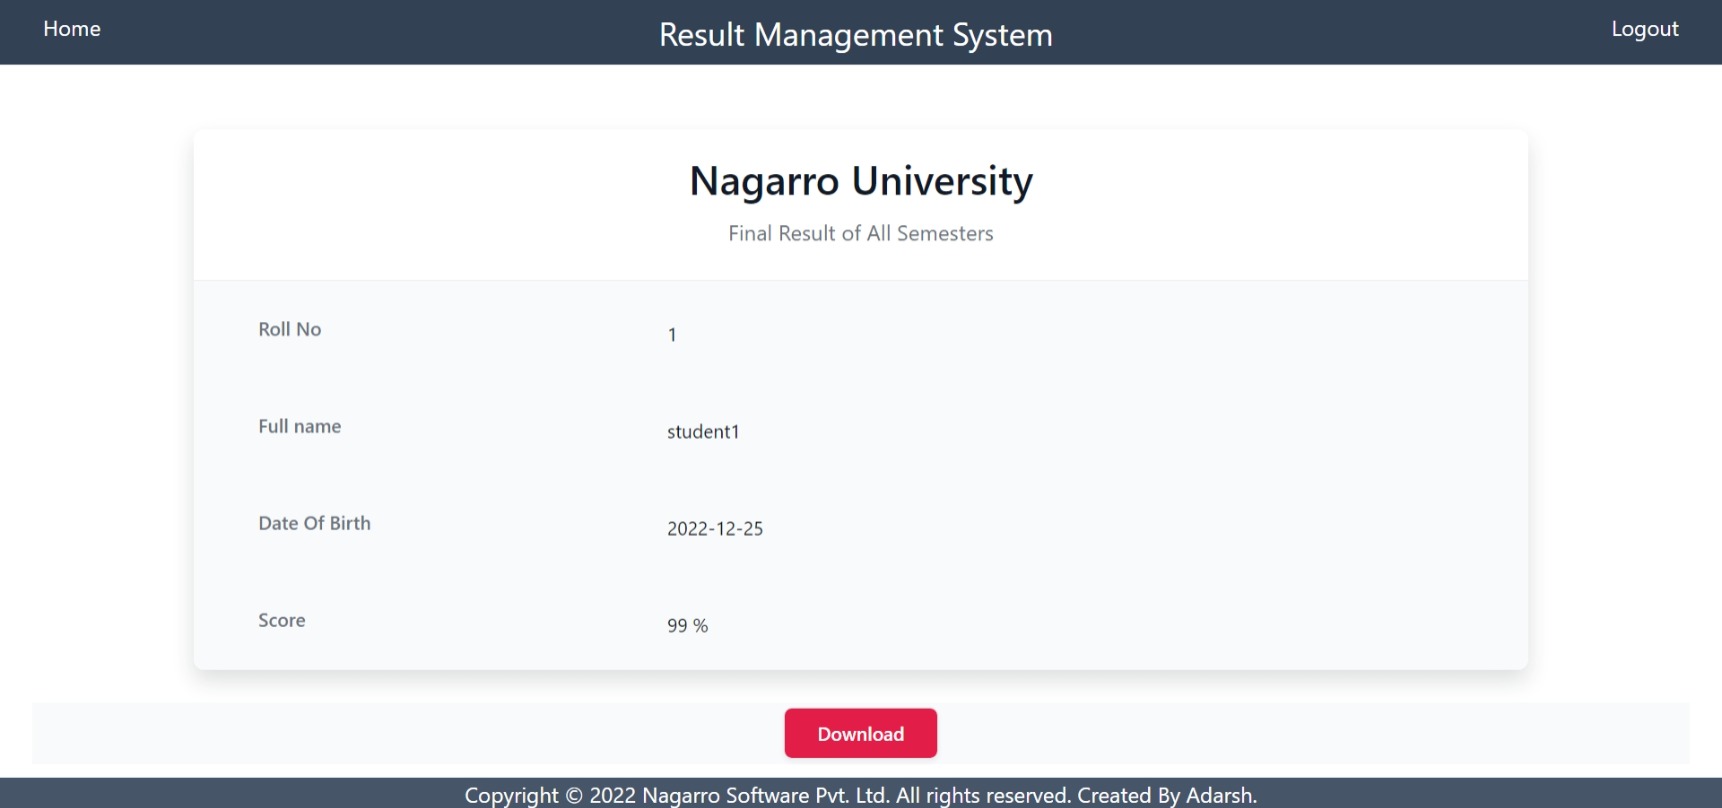 Home
Result Management System
Logout
Nagarro University
Final Result of All Semesters
Roll No
1
Full name
student1
Date Of Birth
2022-12-25
Score
99 %
Download
Copyright © 2022 Nagarro Software Pvt. Ltd. All rights reserved. Created By Adarsh.